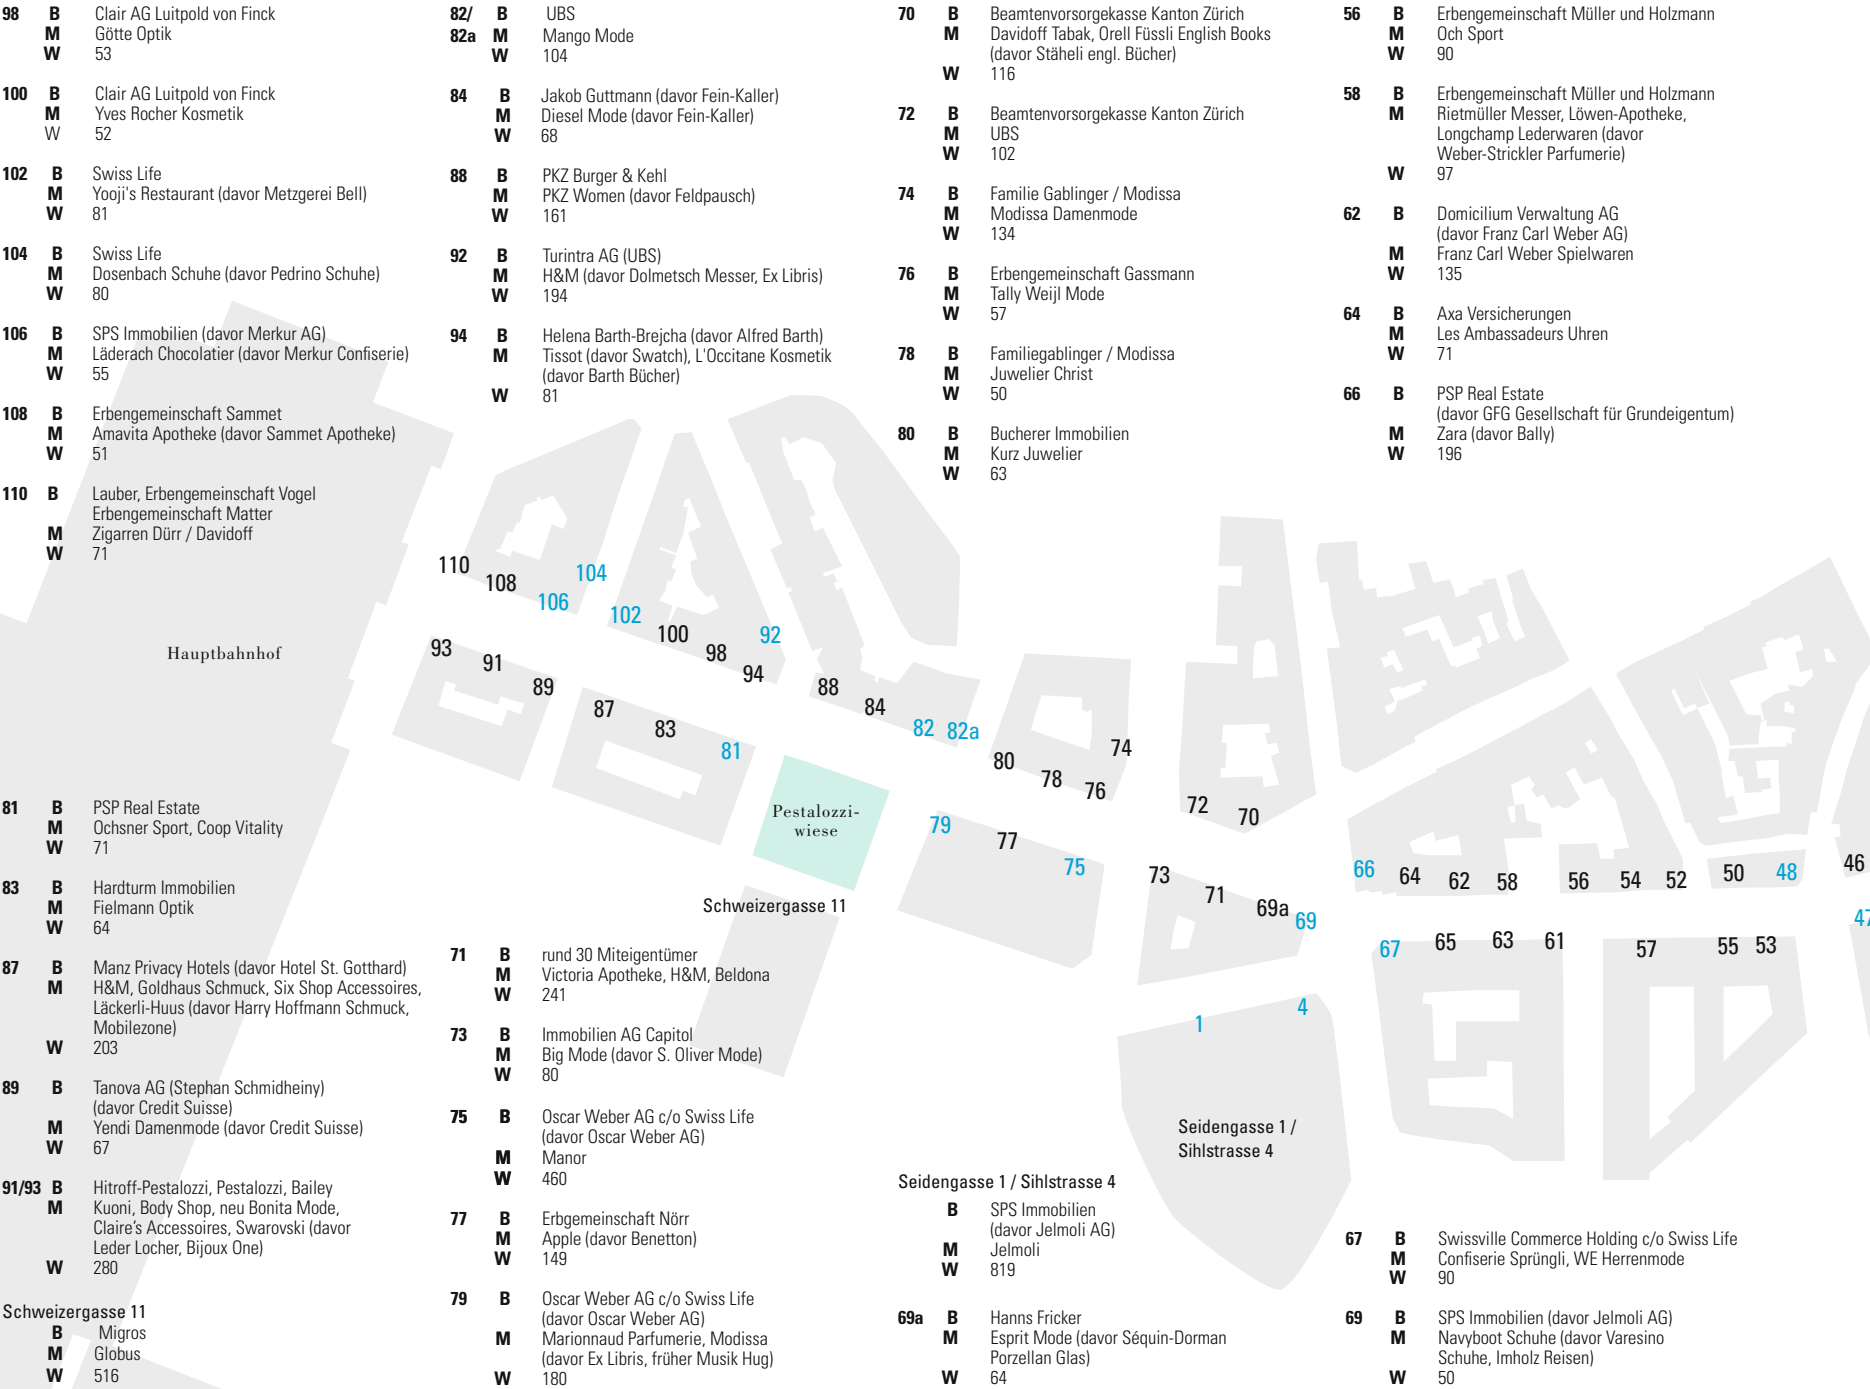 98 B Clair AG Luitpold von Finck
M Götte Optik
W 53
100 B Clair AG Luitpold von Finck
M Yves Rocher Kosmetik
W 52
102 B Swiss Life
M Yooji's Restaurant (davor Metzgerei Bell)
W 81
104 B Swiss Life
M Dosenbach Schuhe (davor Pedrino Schuhe)
W 80
106 B SPS Immobilien (davor Merkur AG)
M Läderach Chocolatier (davor Merkur Confiserie)
W 55
108 B Erbengemeinschaft Sammet
M Amavita Apotheke (davor Sammet Apotheke)
W 51
110 B Lauber, Erbengemeinschaft Vogel
Erbengemeinschaft Matter
M Zigarren Dürr / Davidoff
W 71
82/ B UBS
82a M Mango Mode
W 104
84 B Jakob Guttmann (davor Fein-Kaller)
M Diesel Mode (davor Fein-Kaller)
W 68
88 B PKZ Burger & Kehl
M PKZ Women (davor Feldpausch)
W 161
92 B Turintra AG (UBS)
M H&M (davor Dolmetsch Messer, Ex Libris)
W 194
94 B Helena Barth-Brejcha (davor Alfred Barth)
M Tissot (davor Swatch), L'Occitane Kosmetik
(davor Barth Bücher)
W 81
70 B Beamtenvorsorgekasse Kanton Zürich
M Davidoff Tabak, Orell Füssli English Books
(davor Stäheli engl. Bücher)
W 116
72 B Beamtenvorsorgekasse Kanton Zürich
M UBS
W 102
74 B Familie Gablinger / Modissa
M Modissa Damenmode
W 134
76 B Erbengemeinschaft Gassmann
M Tally Weijl Mode
W 57
78 B Familiegablinger / Modissa
M Juwelier Christ
W 50
80 B Bucherer Immobilien
M Kurz Juwelier
W 63
56 B Erbengemeinschaft Müller und Holzmann
M Och Sport
W 90
58 B Erbengemeinschaft Müller und Holzmann
M Rietmüller Messer, Löwen-Apotheke,
Longchamp Lederwaren (davor
Weber-Strickler Parfumerie)
W 97
62 B Domicilium Verwaltung AG
(davor Franz Carl Weber AG)
M Franz Carl Weber Spielwaren
W 135
64 B Axa Versicherungen
M Les Ambassadeurs Uhren
W 71
66 B PSP Real Estate
(davor GFG Gesellschaft für Grundeigentum)
M Zara (davor Bally)
W 196
110
108
106
104
102
100
98
94
92
88
84
82
82a
80
78
76
74
72
70
66
64
62
58
56
54
52
50
48
46
Hauptbahnhof
93
91
89
87
83
81
Pestalozzi-
wiese
79
77
75
73
71
69a
69
67
65
63
61
57
55
53
47
Schweizergasse 11
1
4
Seidengasse 1 /
Sihlstrasse 4
81 B PSP Real Estate
M Ochsner Sport, Coop Vitality
W 71
83 B Hardturm Immobilien
M Fielmann Optik
W 64
87 B Manz Privacy Hotels (davor Hotel St. Gotthard)
M H&M, Goldhaus Schmuck, Six Shop Accessoires,
Läckerli-Huus (davor Harry Hoffmann Schmuck,
Mobilezone)
W 203
89 B Tanova AG (Stephan Schmidheiny)
(davor Credit Suisse)
M Yendi Damenmode (davor Credit Suisse)
W 67
91/93 B Hitroff-Pestalozzi, Pestalozzi, Bailey
M Kuoni, Body Shop, neu Bonita Mode,
Claire's Accessoires, Swarovski (davor
Leder Locher, Bijoux One)
W 280
Schweizergasse 11
B Migros
M Globus
W 516
71 B rund 30 Miteigentümer
M Victoria Apotheke, H&M, Beldona
W 241
73 B Immobilien AG Capitol
M Big Mode (davor S. Oliver Mode)
W 80
75 B Oscar Weber AG c/o Swiss Life
(davor Oscar Weber AG)
M Manor
W 460
77 B Erbgemeinschaft Nörr
M Apple (davor Benetton)
W 149
79 B Oscar Weber AG c/o Swiss Life
(davor Oscar Weber AG)
M Marionnaud Parfumerie, Modissa
(davor Ex Libris, früher Musik Hug)
W 180
Seidengasse 1 / Sihlstrasse 4
B SPS Immobilien
(davor Jelmoli AG)
M Jelmoli
W 819
69a B Hanns Fricker
M Esprit Mode (davor Séquin-Dorman
Porzellan Glas)
W 64
67 B Swissville Commerce Holding c/o Swiss Life
M Confiserie Sprüngli, WE Herrenmode
W 90
69 B SPS Immobilien (davor Jelmoli AG)
M Navyboot Schuhe (davor Varesino
Schuhe, Imholz Reisen)
W 50